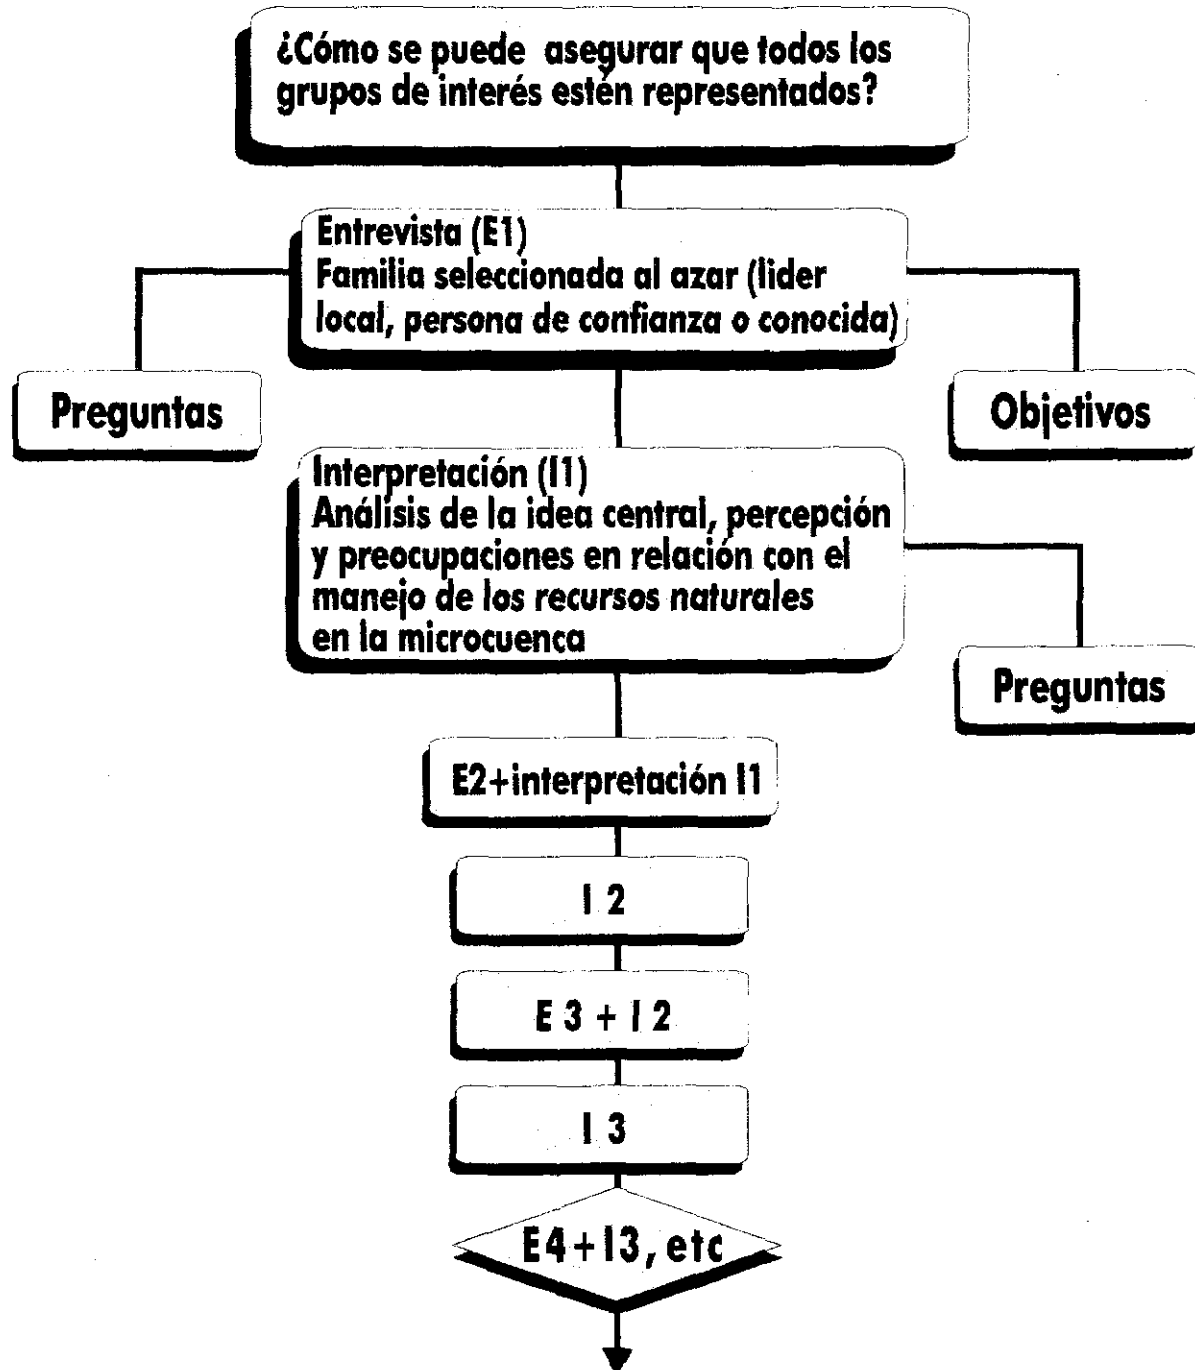 ¿Cómo se puede asegurar que todos los
grupos de interés estén representados?
Entrevista (E1)
Familia seleccionada al azar (lider
local, persona de confianza o conocida)
Preguntas
Objetivos
Interpretación (I1)
Análisis de la idea central, percepción
y preocupaciones en relación con el
manejo de los recursos naturales
en la microcuenca
Preguntas
E2+interpretación I1
I 2
E 3 + I 2
I 3
E4+I3, etc